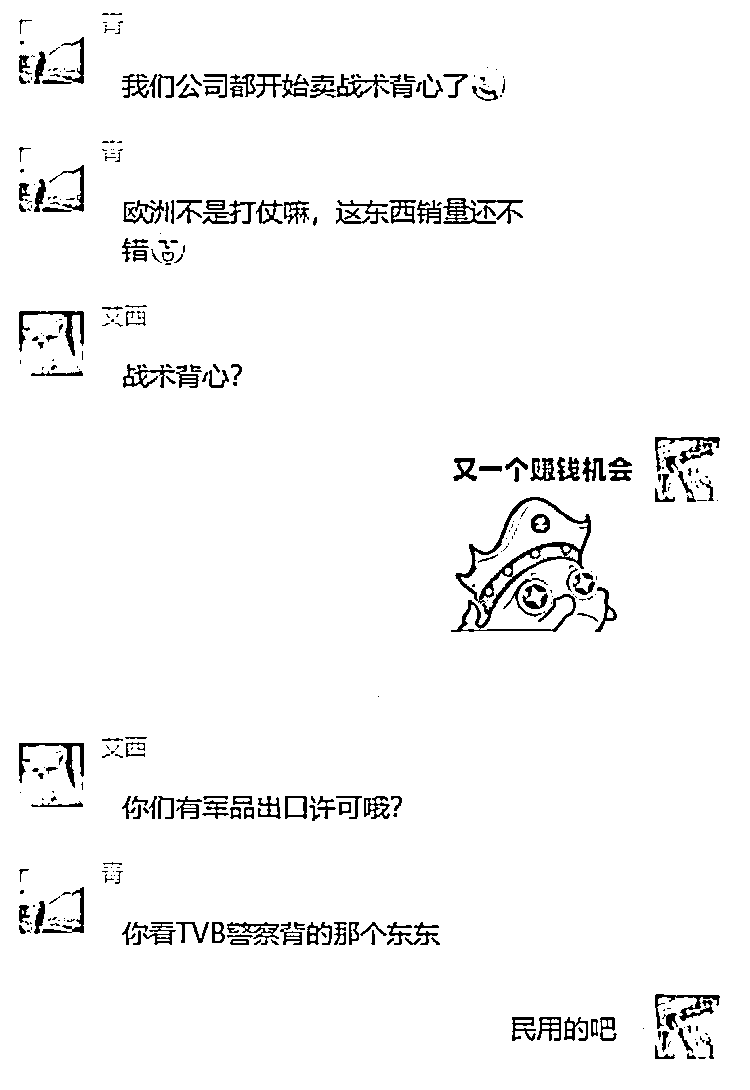 青
我们公司都开始卖战术背心了
青
欧洲不是打仗嘛，这东西销量还不
错
艾西
战术背心?
又一个赚钱机会
艾西
你们有军品出口许可哦?
青
你看TVB警察背的那个东东
民用的吧